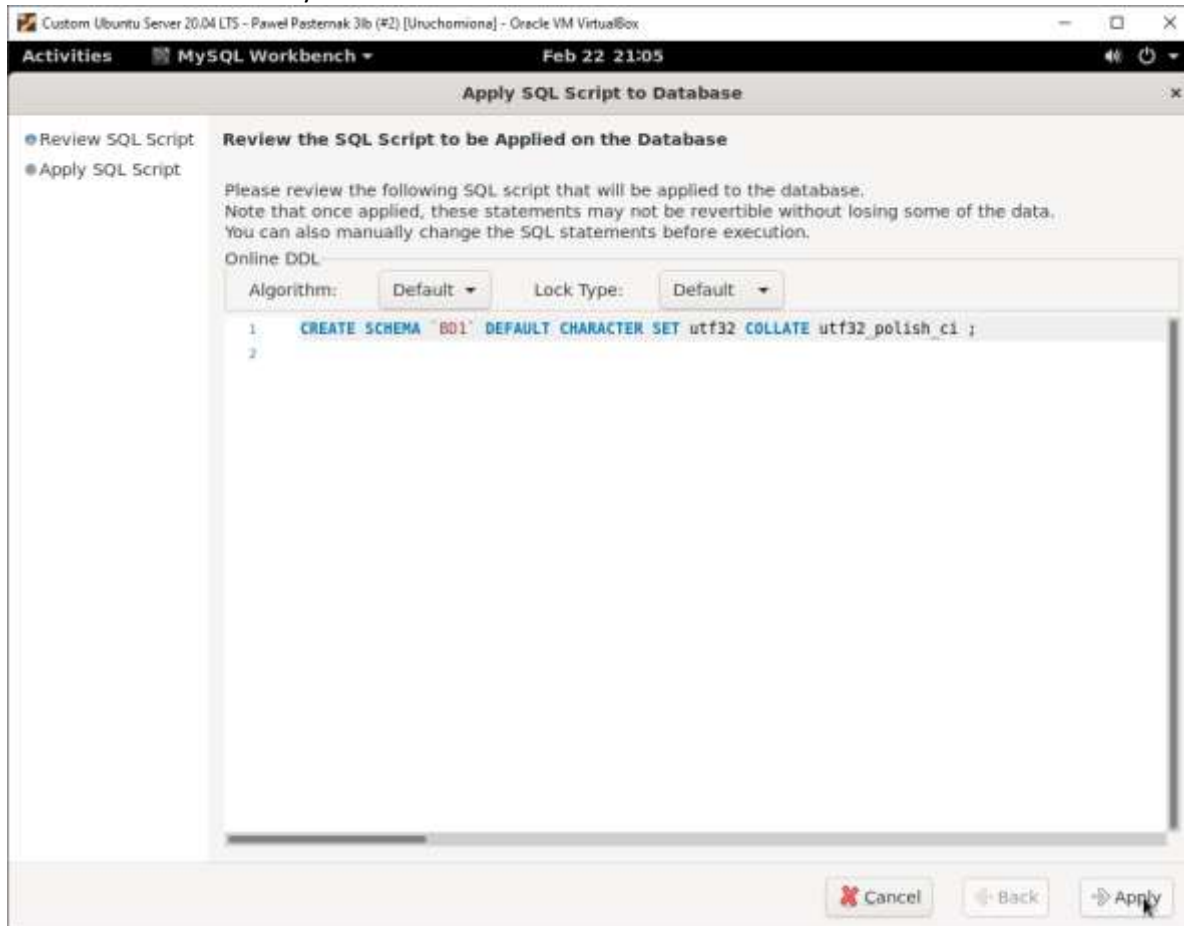 Custom Ubuntu Server 20.04 LTS - Paweł Pasternak 3Ib (#2) [Uruchomiona] - Oracle VM VirtualBox
Activities MySQL Workbench Feb 22 21:05
Apply SQL Script to Database
Review SQL Script
Apply SQL Script
Review the SQL Script to be Applied on the Database
Please review the following SQL script that will be applied to the database.
Note that once applied, these statements may not be revertible without losing some of the data.
You can also manually change the SQL statements before execution.
Online DDL
Algorithm: Default Lock Type: Default
1 CREATE SCHEMA `BD1` DEFAULT CHARACTER SET utf32 COLLATE utf32_polish_ci ;
2
Cancel Back Apply